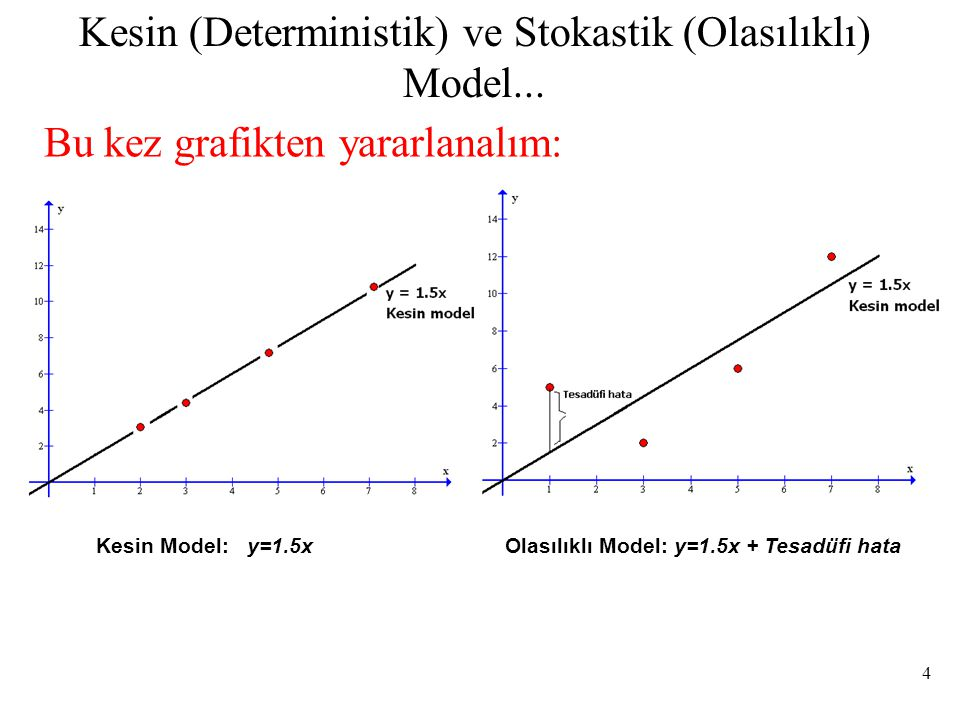 Kesin (Deterministik) ve Stokastik (Olasılıklı)
Model...
Bu kez grafikten yararlanalım:
y
14
12
10
8
6
4
2
1 2 3 4 5 6 7 8
x
y = 1.5x
Kesin model
y
14
12
10
8
6
4
2
1 2 3 4 5 6 7 8
x
y = 1.5x
Kesin model
Tesadüfi hata
Kesin Model: y=1.5x
Olasılıklı Model: y=1.5x + Tesadüfi hata
4